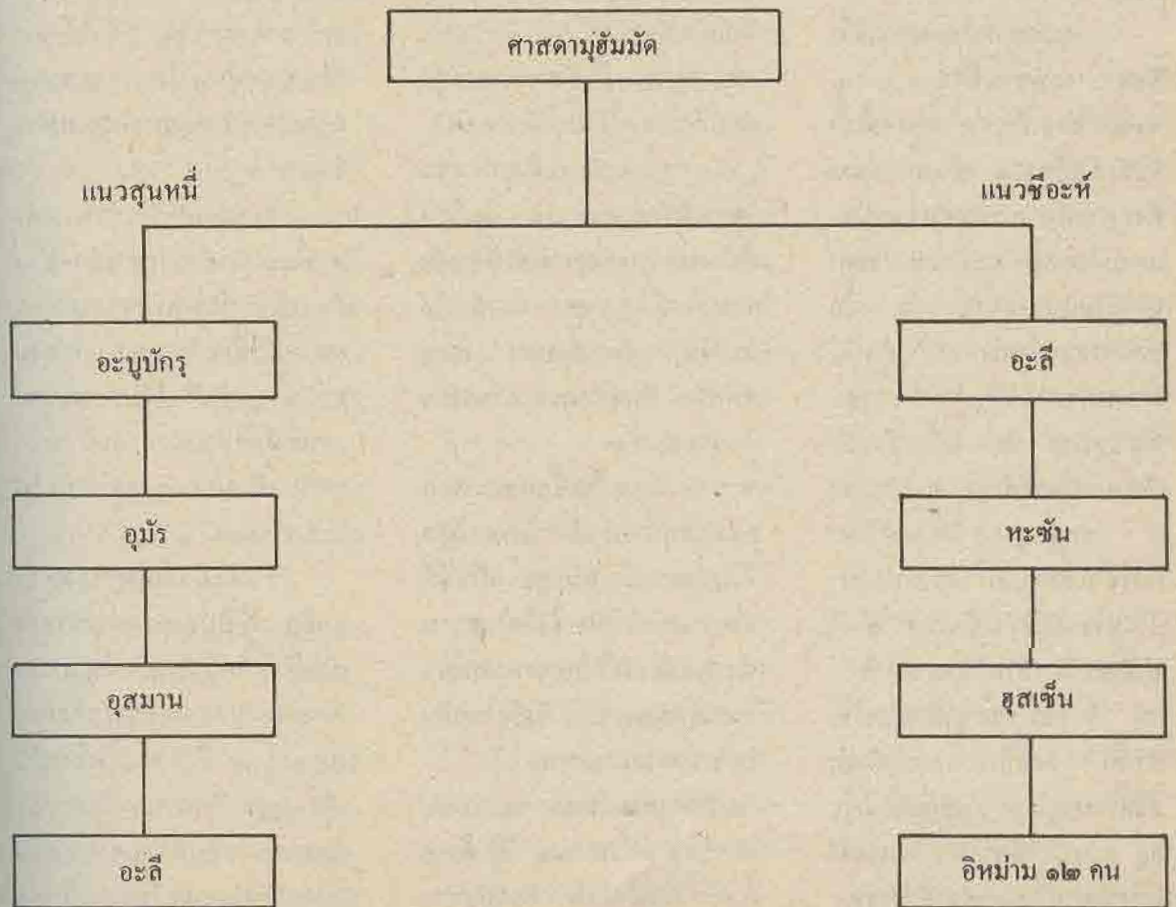 ศาสดามุฮัมมัด
แนวสุนหนี่
แนวชีอะห์
อะบูบักรฺ
อะลี
อุมัร
หะซัน
อุสมาน
ฮุสเซ็น
อะลี
อิหม่าม ๑๒ คน